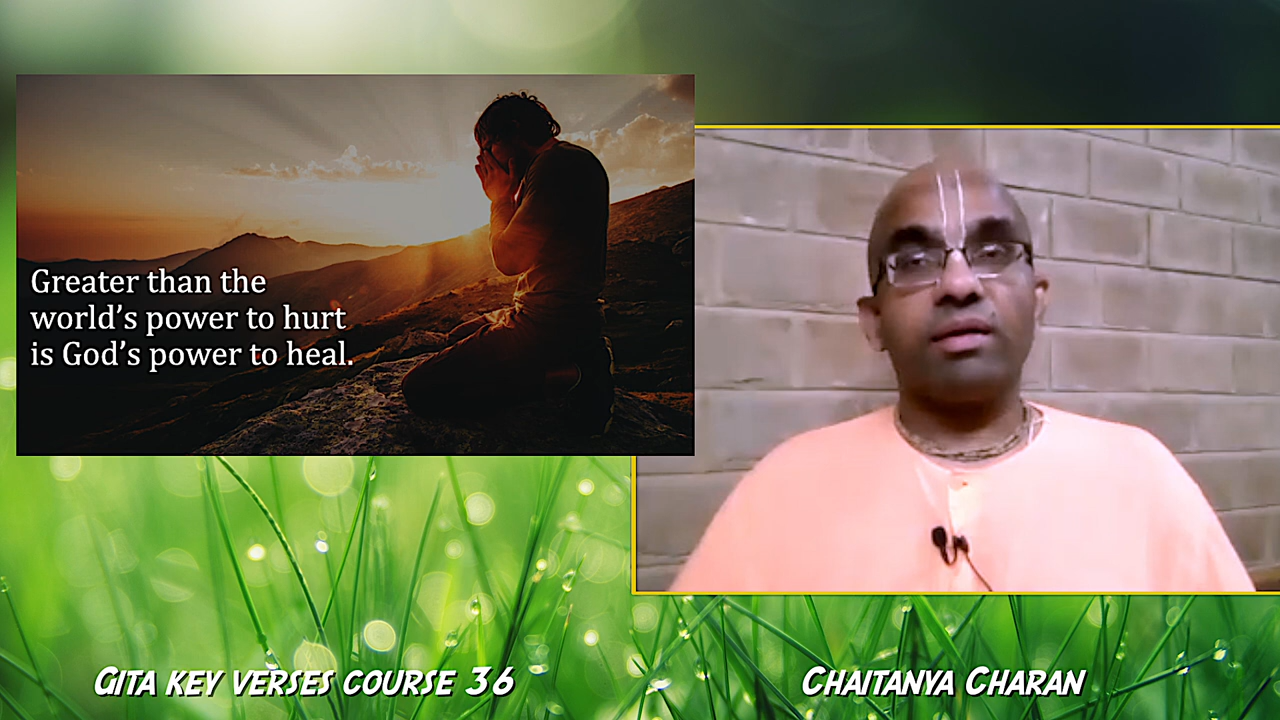 Greater than the
world’s power to hurt
is God’s power to heal.
GITA KEY VERSES COURSE 36
CHAITANYA CHARAN